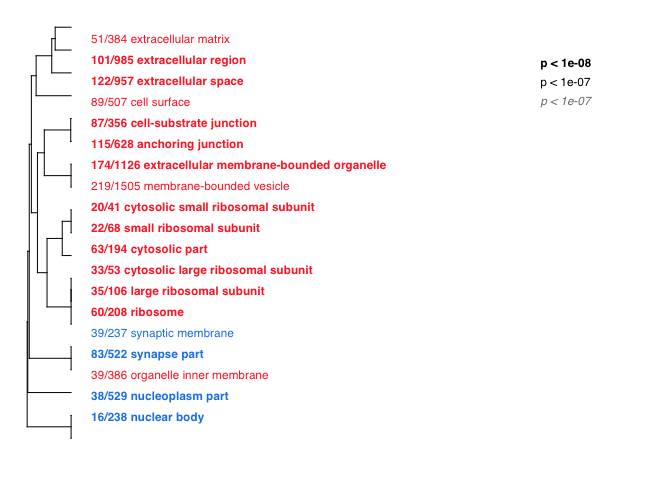 51/384 extracellular matrix
101/985 extracellular region
122/957 extracellular space
89/507 cell surface
87/356 cell-substrate junction
115/628 anchoring junction
174/1126 extracellular membrane-bounded organelle
219/1505 membrane-bounded vesicle
20/41 cytosolic small ribosomal subunit
22/68 small ribosomal subunit
63/194 cytosolic part
33/53 cytosolic large ribosomal subunit
35/106 large ribosomal subunit
60/208 ribosome
39/237 synaptic membrane
83/522 synapse part
39/386 organelle inner membrane
38/529 nucleoplasm part
16/238 nuclear body
p < 1e-08
p < 1e-07
p < 1e-07